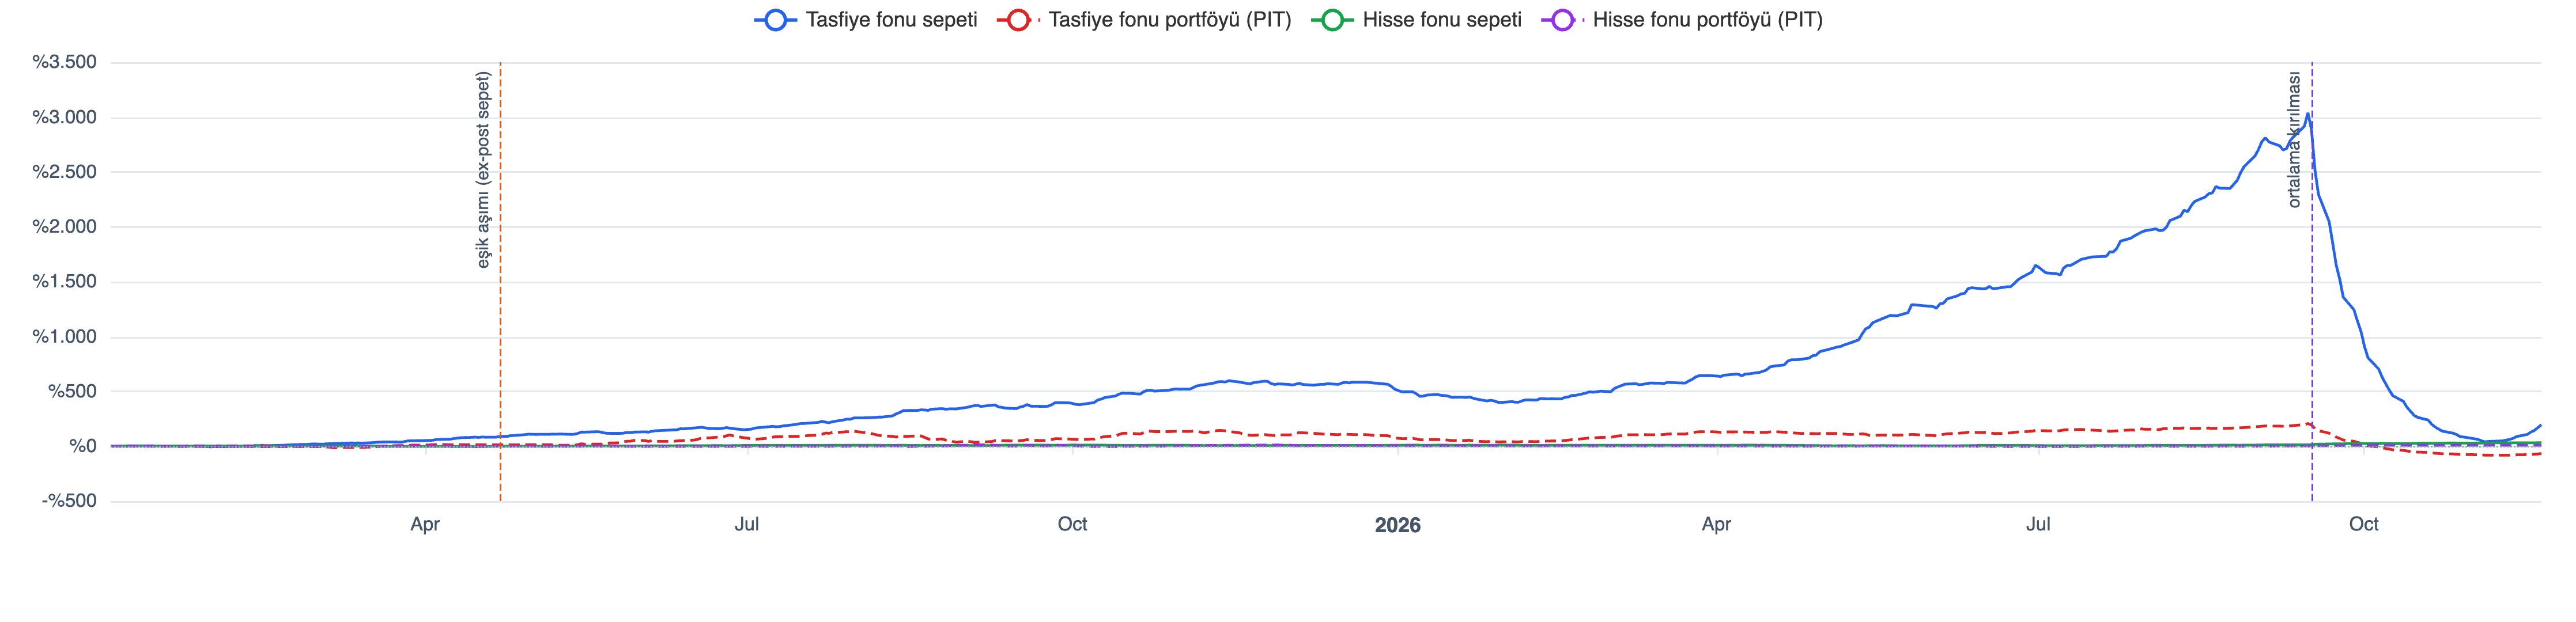 Tasfiye fonu sepeti Tasfiye fonu portföyü (PIT) Hisse fonu sepeti Hisse fonu portföyü (PIT)
%3.500
%3.000
%2.500
%2.000
%1.500
%1.000
%500
%0
-%500
eşik aşımı (ex-post sepet)
ortalama kırılması
Apr Jul Oct 2026 Apr Jul Oct